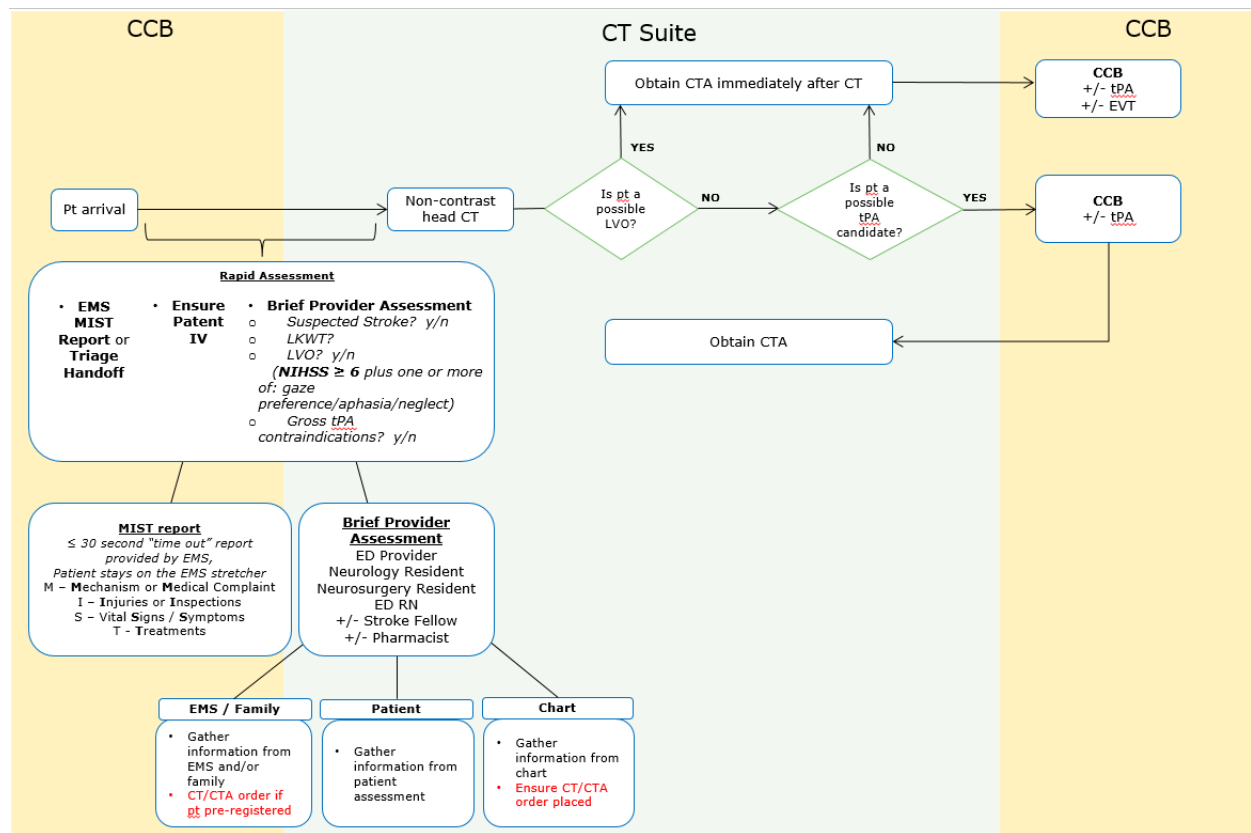 CCB
CT Suite
CCB
Obtain CTA immediately after CT
CCB
+/- tPA
+/- EVT
YES
NO
Pt arrival
Non-contrast
head CT
Is pt a
possible
LVO?
NO
Is pt a
possible
tPA
candidate?
YES
CCB
+/- tPA
Rapid Assessment
• EMS
MIST
Report or
Triage
Handoff
• Ensure
Patent
IV
• Brief Provider Assessment
o Suspected Stroke? y/n
o LKWT?
o LVO? y/n
(NIHSS ≥ 6 plus one or more
of: gaze
preference/aphasia/neglect)
o Gross tPA
contraindications? y/n
Obtain CTA
MIST report
≤ 30 second “time out” report
provided by EMS,
Patient stays on the EMS stretcher
M – Mechanism or Medical Complaint
I – Injuries or Inspections
S – Vital Signs / Symptoms
T - Treatments
Brief Provider
Assessment
ED Provider
Neurology Resident
Neurosurgery Resident
ED RN
+/- Stroke Fellow
+/- Pharmacist
EMS / Family
• Gather
information from
EMS and/or
family
• CT/CTA order if
pt pre-registered
Patient
• Gather
information from
patient
assessment
Chart
• Gather
information from
chart
• Ensure CT/CTA
order placed